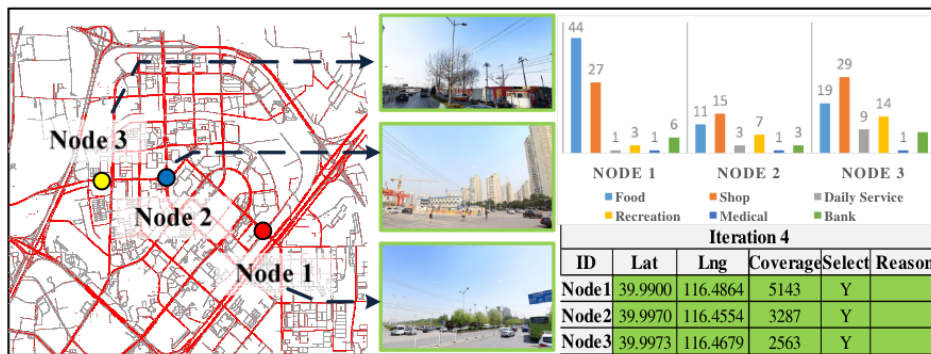 Node 3
Node 2
Node 1
44
27
1
3
1
6
11
15
3
7
1
3
19
29
9
14
1
NODE 1
NODE 2
NODE 3
Food
Shop
Daily Service
Recreation
Medical
Bank
Iteration 4
ID Lat Lng Coverage Select Reason
Node1 39.9900 116.4864 5143 Y
Node2 39.9970 116.4554 3287 Y
Node3 39.9973 116.4679 2563 Y